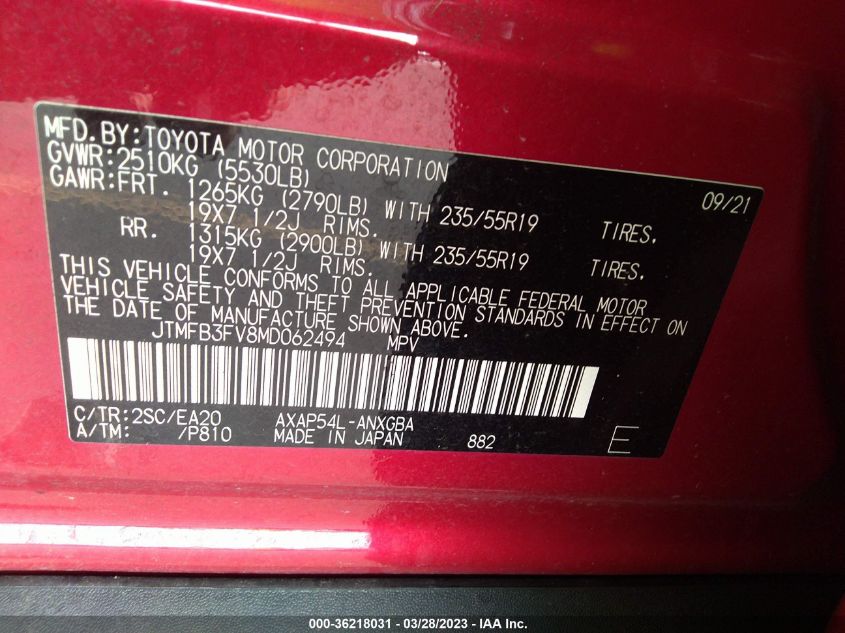 MFD.BY:TOYOTA MOTOR CORPORATION 09/21
GVWR:2510KG (5530LB)
GAWR:FRT. 1265KG (2790LB) WITH 235/55R19 TIRES.
19X7 1/2J RIMS.
RR. 1315KG (2900LB) WITH 235/55R19 TIRES.
19X7 1/2J RIMS.
THIS VEHICLE CONFORMS TO ALL APPLICABLE FEDERAL MOTOR
VEHICLE SAFETY AND THEFT PREVENTION STANDARDS IN EFFECT ON
THE DATE OF MANUFACTURE SHOWN ABOVE.
JTMFB3FV8MD062494 MPV
C/TR:2SC/EA20 AXAP54L-ANXGBA
A/TM: /P810 MADE IN JAPAN 882 E
000-36218031 - 03/28/2023 - IAA Inc.